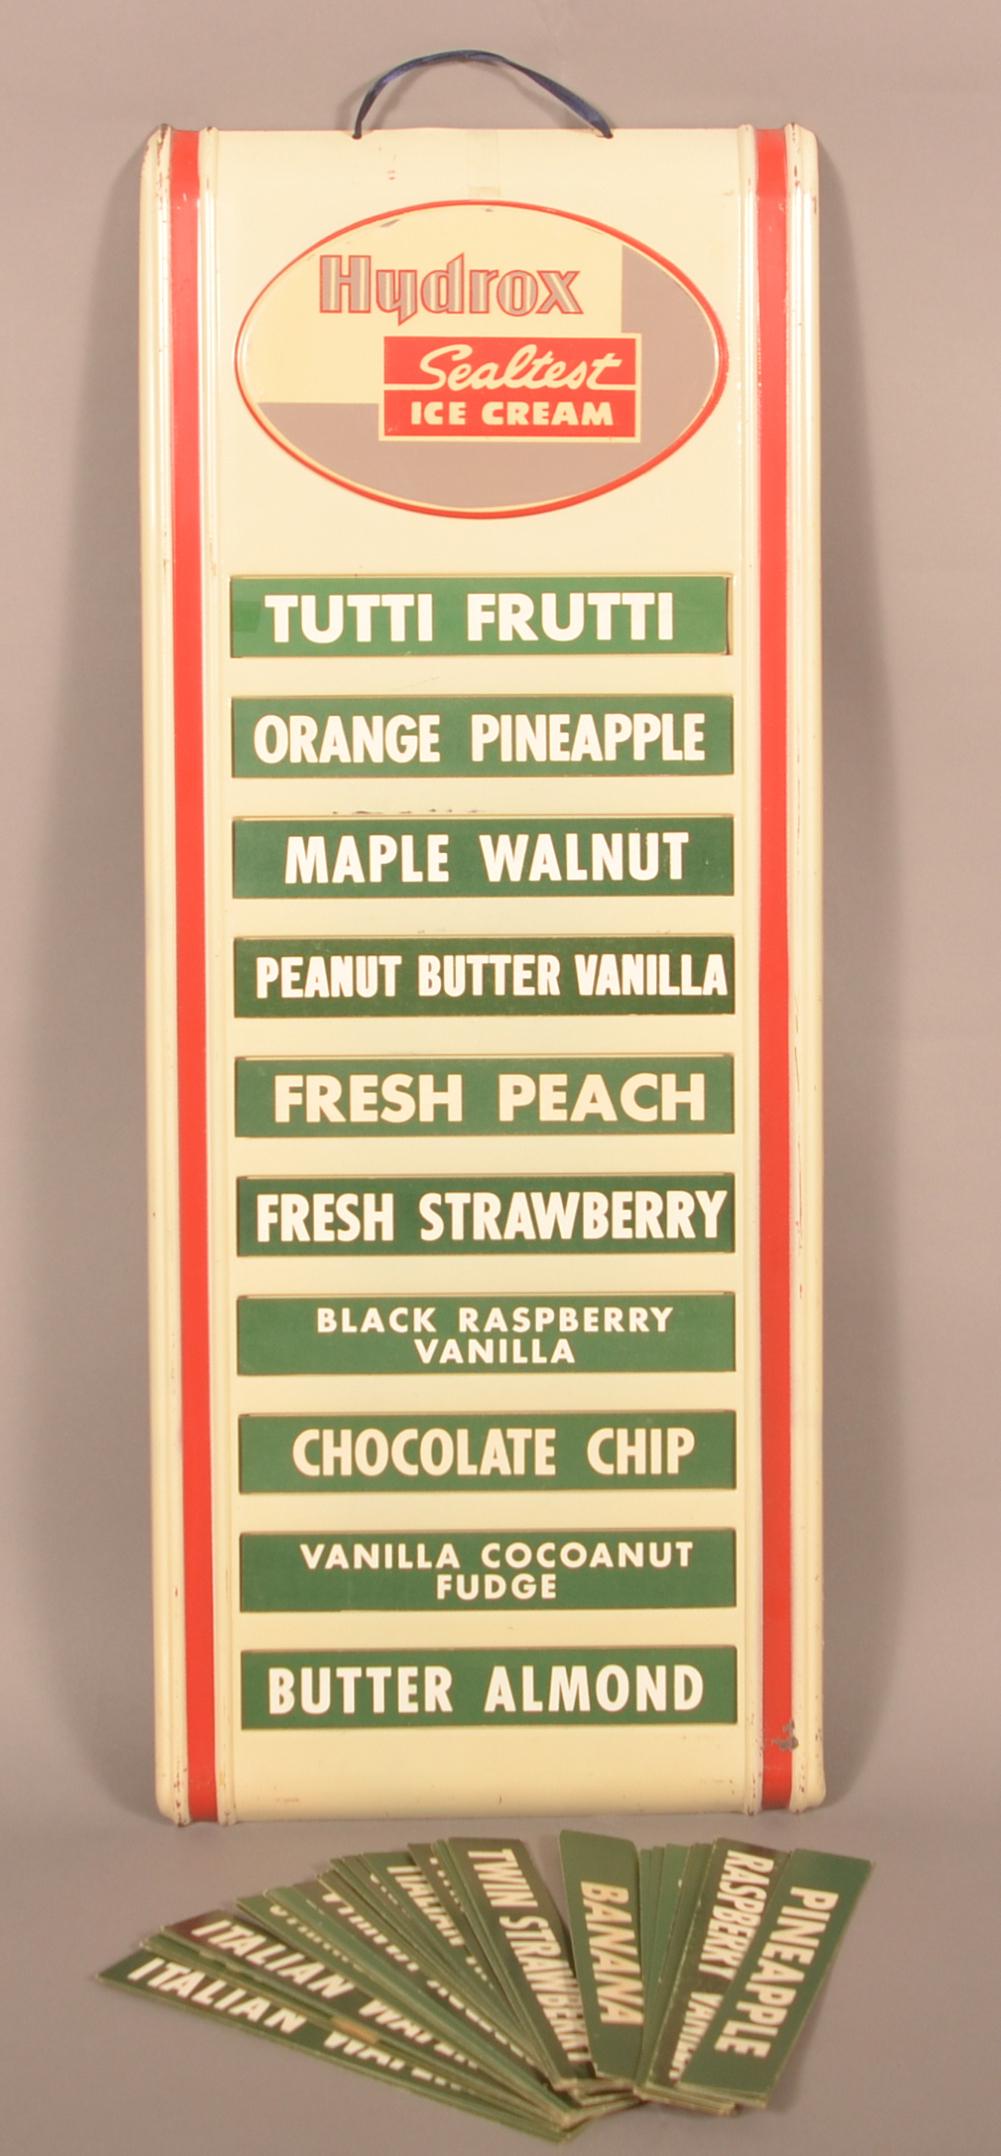 Hydrox
Sealtest
ICE CREAM
TUTTI FRUTTI
ORANGE PINEAPPLE
MAPLE WALNUT
PEANUT BUTTER VANILLA
FRESH PEACH
FRESH STRAWBERRY
BLACK RASPBERRY
VANILLA
CHOCOLATE CHIP
VANILLA COCOANUT
FUDGE
BUTTER ALMOND
ITALIAN
ITALIAN
ITALIAN
TWIN STRAWBERRY
BANANA
RASPBERRY
PINEAPPLE